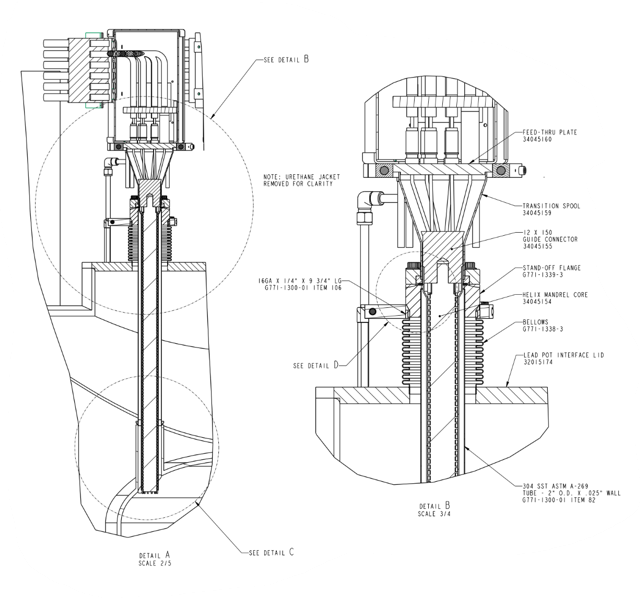 SEE DETAIL B
NOTE: URETHANE JACKET
REMOVED FOR CLARITY
FEED-THRU PLATE
34045160
TRANSITION SPOOL
34045159
12 X 150
GUIDE CONNECTOR
34045155
STAND-OFF FLANGE
G771-1339-3
16GA X 1/4" X 9 3/4" LG
G771-1300-01 ITEM 106
HELIX MANDREL CORE
34045154
BELLOWS
G771-1338-3
SEE DETAIL D
LEAD POT INTERFACE LID
32015174
304 SST ASTM A-269
TUBE - 2" O.D. X .025" WALL
G771-1300-01 ITEM 82
DETAIL B
SCALE 3/4
DETAIL A
SCALE 2/5
SEE DETAIL C